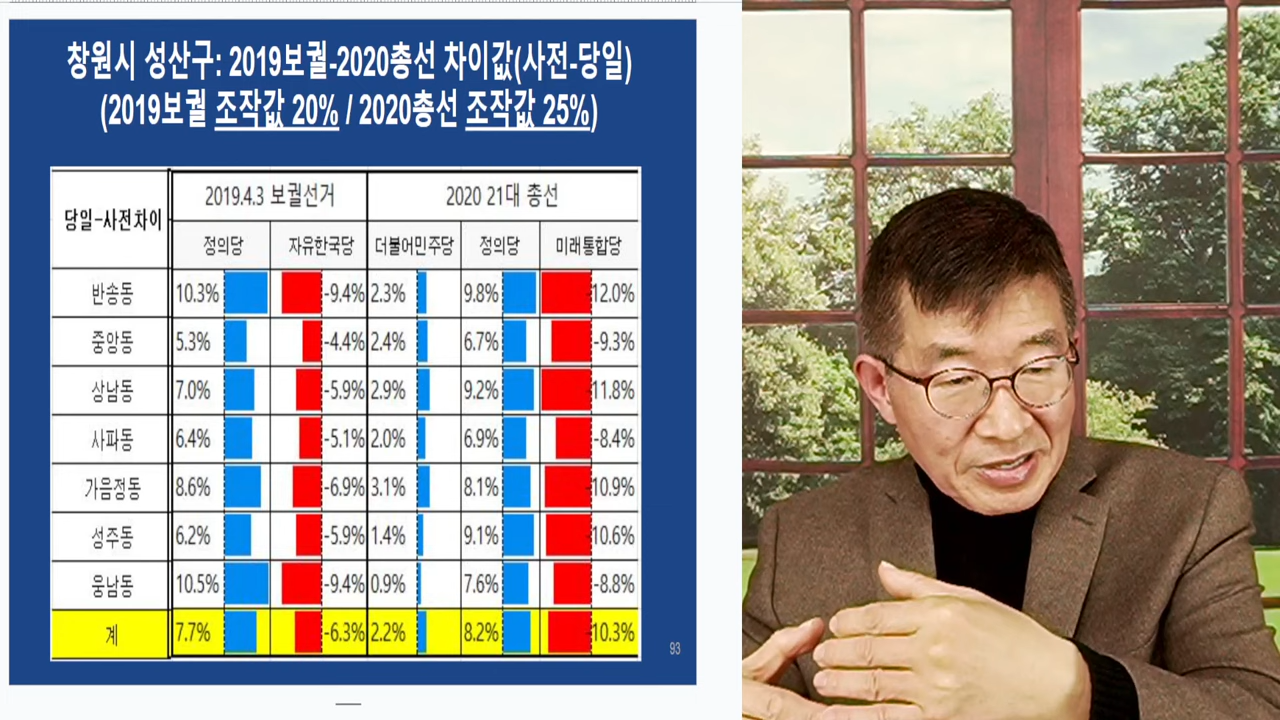 창원시 성산구: 2019보궐-2020총선 차이값(사전-당일)
(2019보궐 조작값 20% / 2020총선 조작값 25%)
당일-사전차이
2019.4.3 보궐선거
2020 21대 총선
정의당 자유한국당 더불어민주당 정의당 미래통합당
반송동 10.3% -9.4% 2.3% 9.8% -12.0%
중앙동 5.3% -4.4% 2.4% 6.7% -9.3%
상남동 7.0% -5.9% 2.9% 9.2% -11.8%
사파동 6.4% -5.1% 2.0% 6.9% -8.4%
가음정동 8.6% -6.9% 3.1% 8.1% -10.9%
성주동 6.2% -5.9% 1.4% 9.1% -10.6%
웅남동 10.5% -9.4% 0.9% 7.6% -8.8%
계 7.7% -6.3% 2.2% 8.2% -10.3%
93